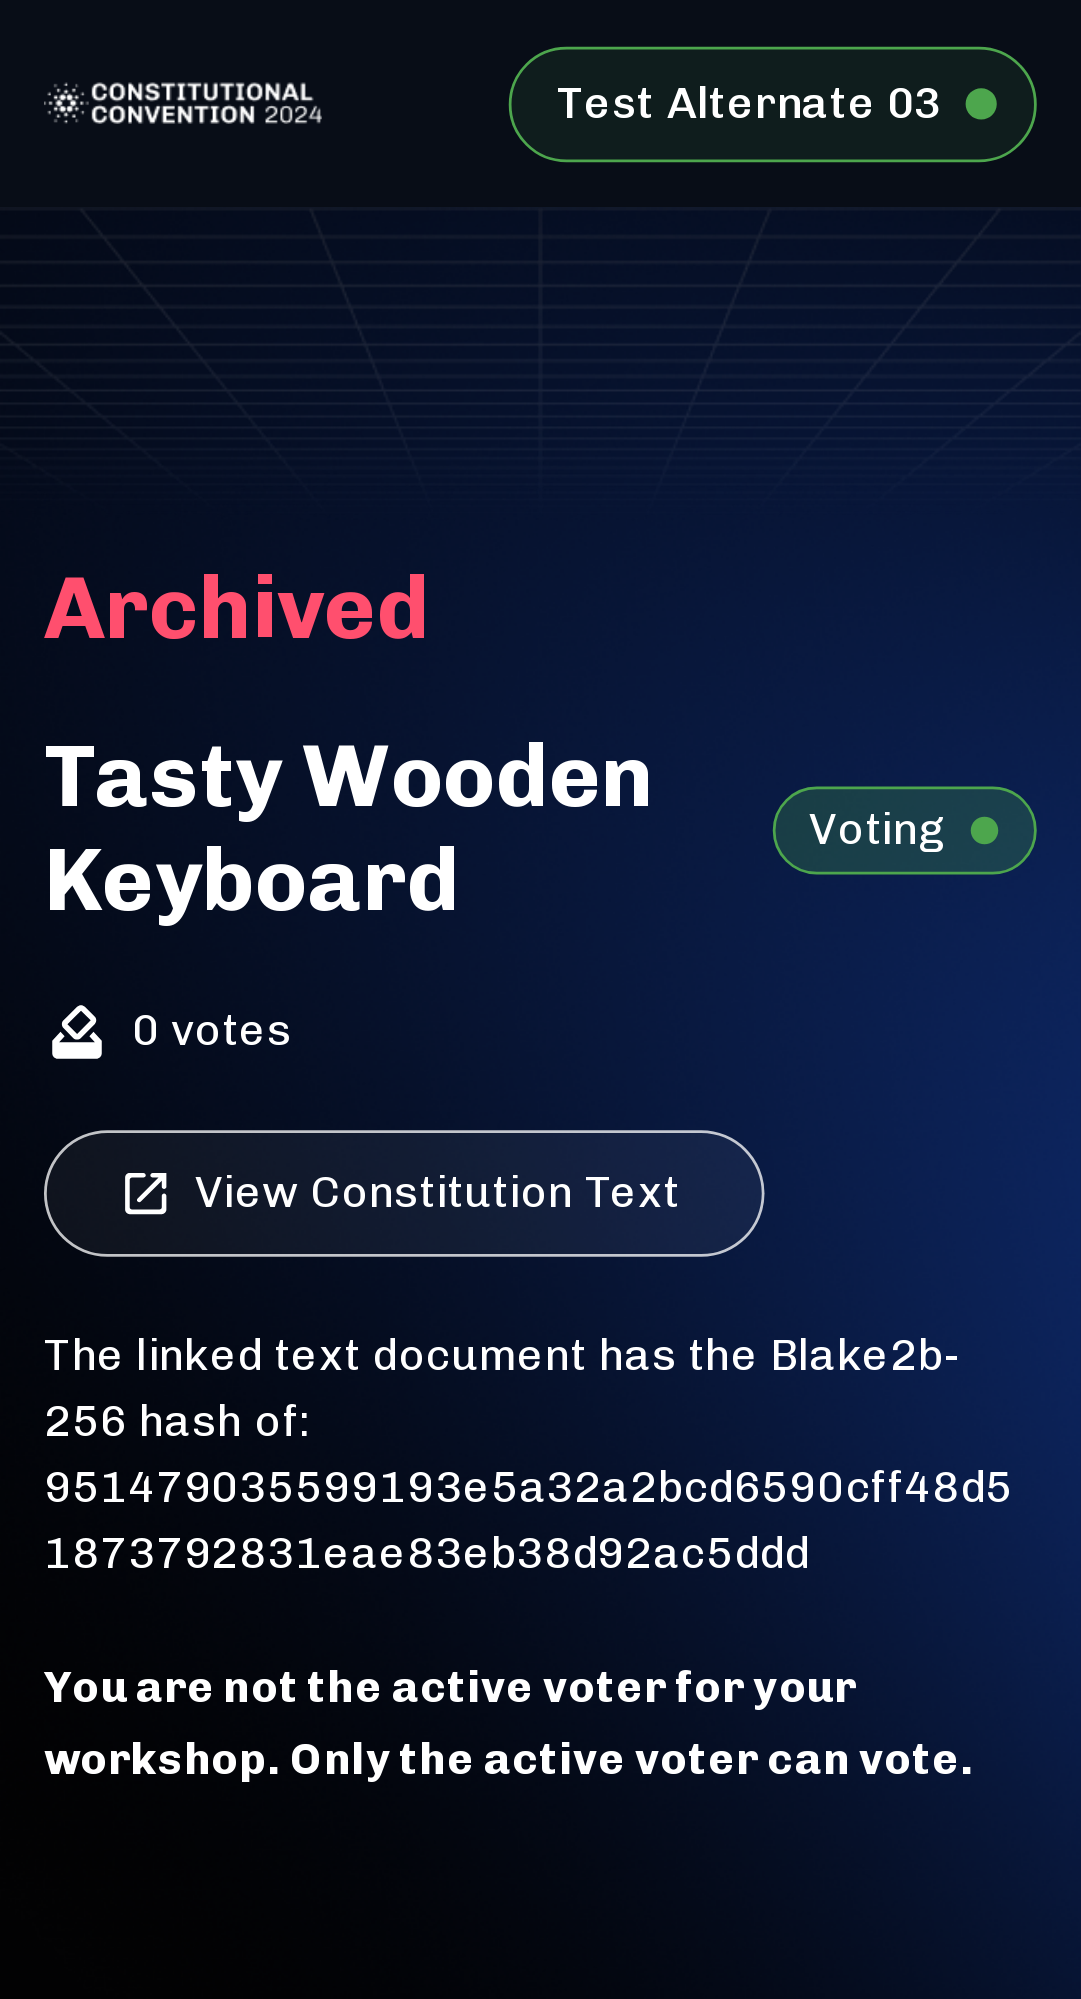 CONSTITUTIONAL
CONVENTION 2024
Test Alternate 03
Archived
Tasty Wooden
Keyboard
Voting
0 votes
View Constitution Text
The linked text document has the Blake2b-
256 hash of:
951479035599193e5a32a2bcd6590cff48d5
1873792831eae83eb38d92ac5ddd
You are not the active voter for your
workshop. Only the active voter can vote.